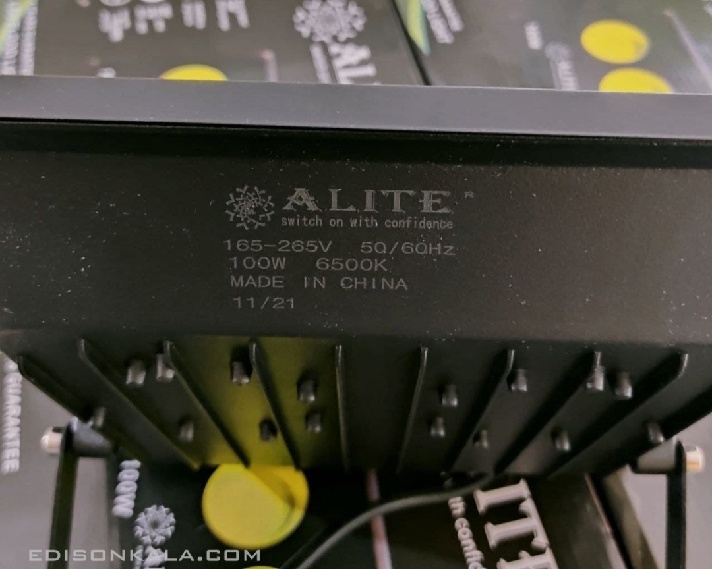 ALITE®
switch on with confidence
165-265V 50/60Hz
100W 6500K
MADE IN CHINA
11/21
GUARANTEE
100W
EDISONKALA.COM